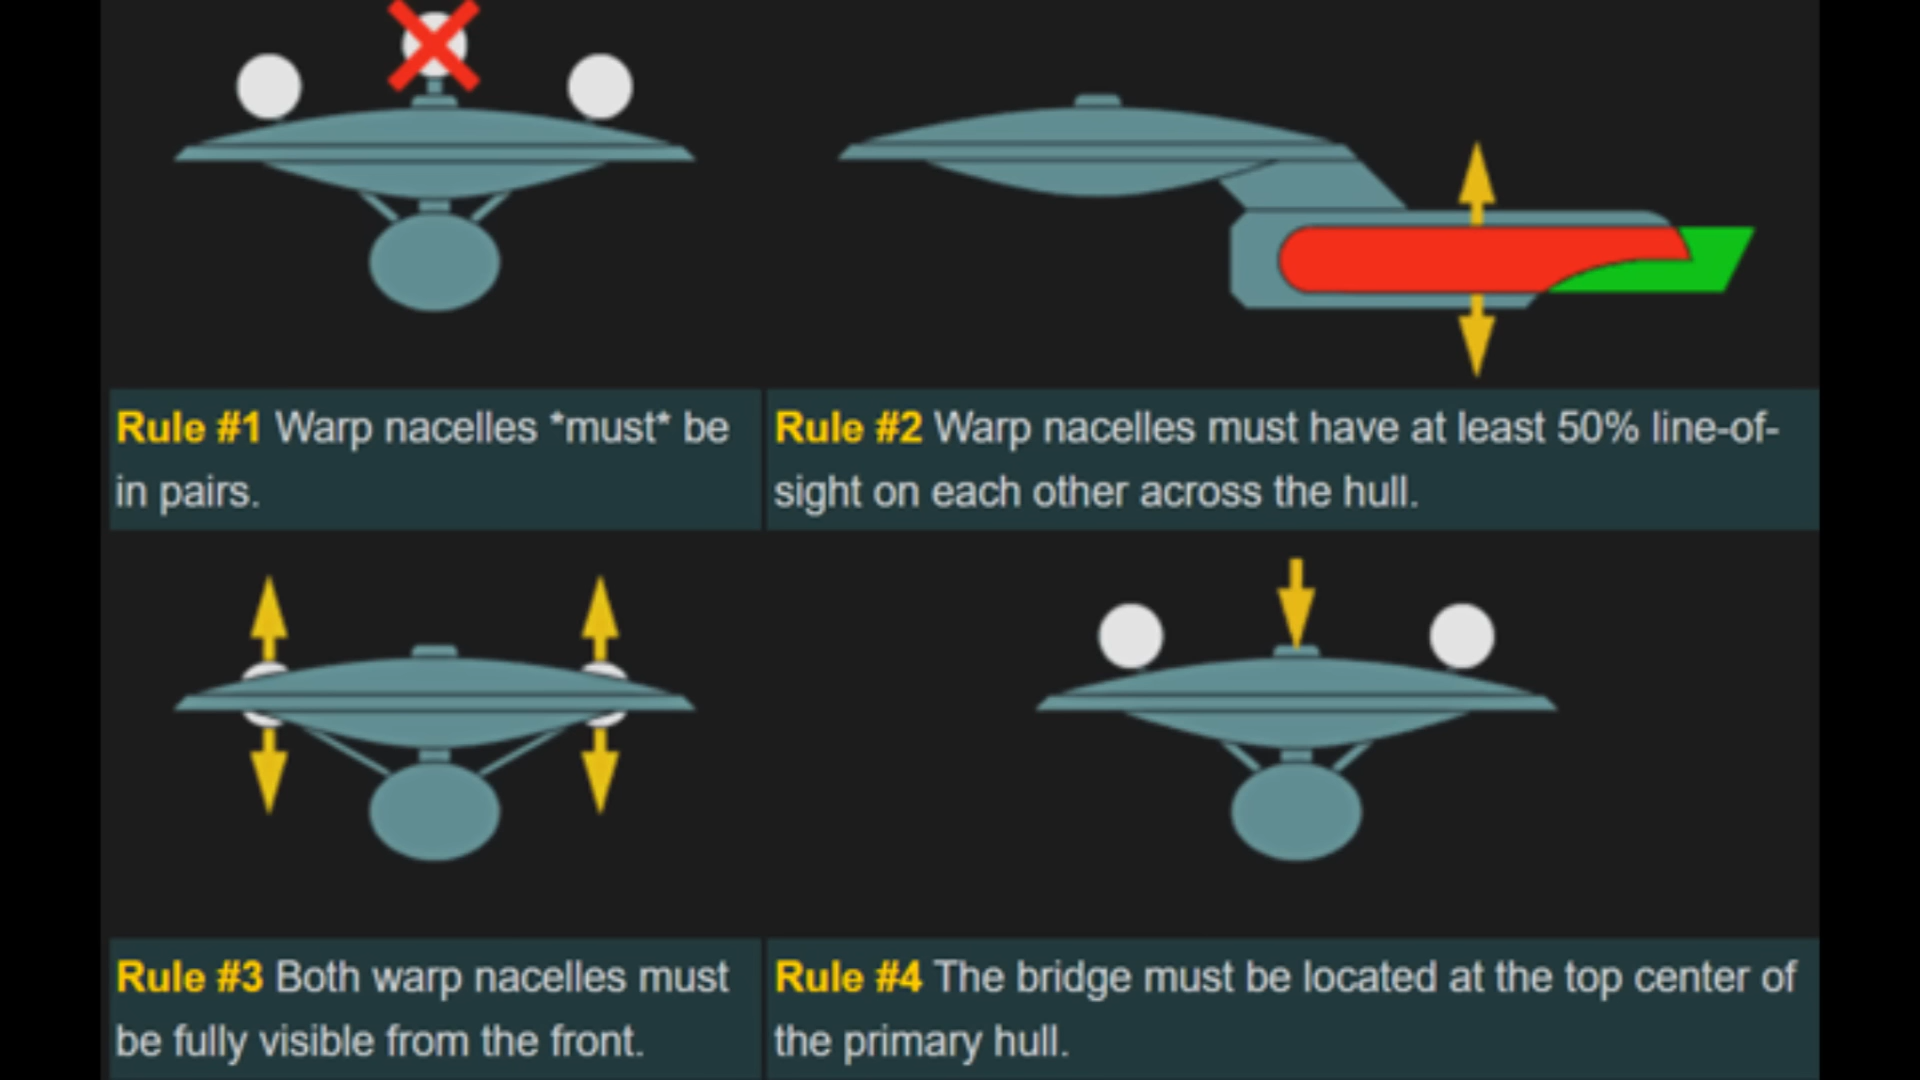 Rule #1 Warp nacelles *must* be
in pairs.
Rule #2 Warp nacelles must have at least 50% line-of-
sight on each other across the hull.
Rule #3 Both warp nacelles must
be fully visible from the front.
Rule #4 The bridge must be located at the top center of
the primary hull.